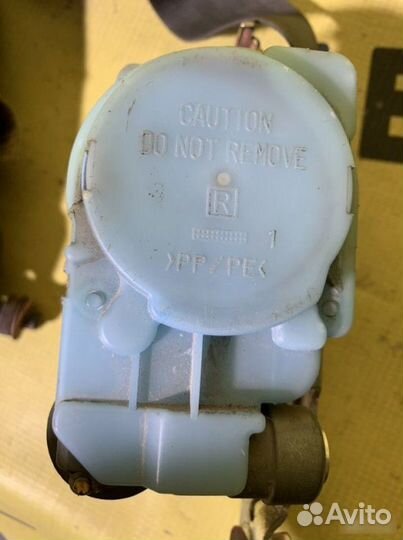 CAUTION
DO NOT REMOVE
R
1
>PP/PE<
Avito